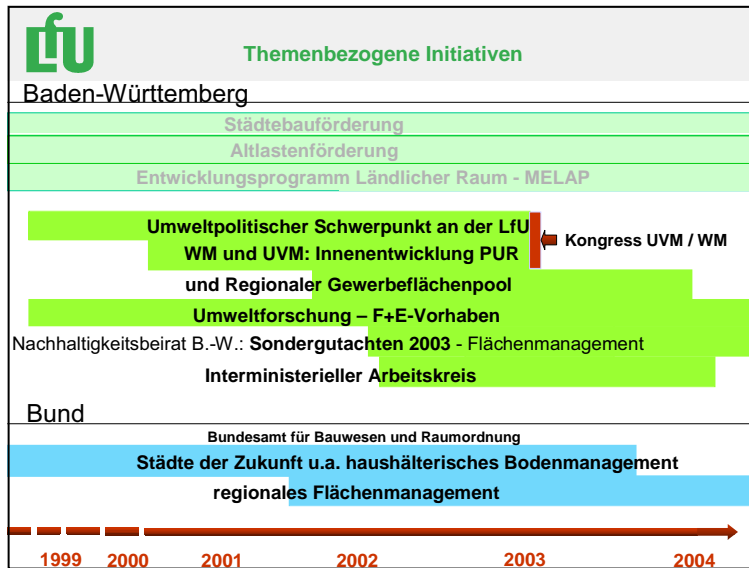 LfU
Themenbezogene Initiativen
Baden-Württemberg
Städtebauförderung
Altlastenförderung
Entwicklungsprogramm Ländlicher Raum - MELAP
Umweltpolitischer Schwerpunkt an der LfU
Kongress UVM / WM
WM und UVM: Innenentwicklung PUR
und Regionaler Gewerbeflächenpool
Umweltforschung – F+E-Vorhaben
Nachhaltigkeitsbeirat B.-W.: Sondergutachten 2003 - Flächenmanagement
Interministerieller Arbeitskreis
Bund
Bundesamt für Bauwesen und Raumordnung
Städte der Zukunft u.a. haushälterisches Bodenmanagement
regionales Flächenmanagement
1999 2000 2001 2002 2003 2004